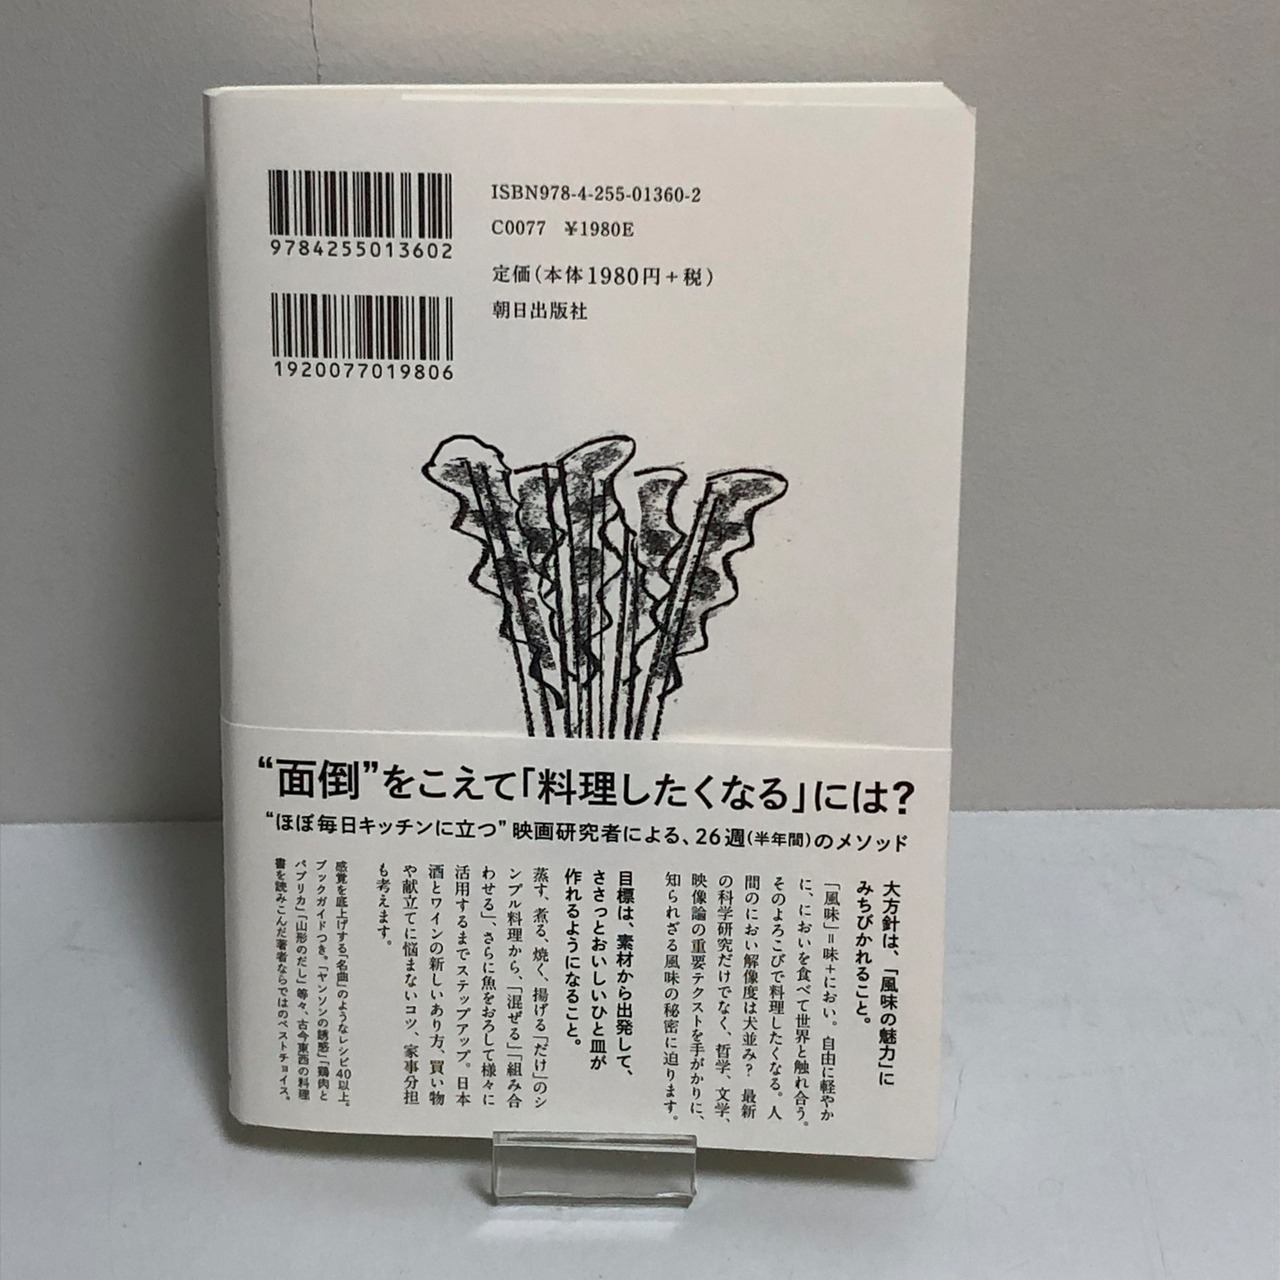 9784255013602
1920077019806
ISBN978-4-255-01360-2
C0077 ¥1980E
定価(本体1980円+税)
朝日出版社
“面倒”をこえて「料理したくなる」には?
“ほぼ毎日キッチンに立つ”映画研究者による、26週(半年間)のメソッド
大方針は、「風味の魅力」に
みちびかれること。
「風味」=味+におい。自由に軽やか
に、においを食べて世界と触れ合う。
そのよろこびで料理したくなる。人
間のにおい解像度は犬並み? 最新
の科学研究だけでなく、哲学、文学、
映像論の重要テクストを手がかりに、
知られざる風味の秘密に迫ります。
目標は、素材から出発して、
ささっとおいしいひと皿が
作れるようになること。
蒸す、煮る、焼く、揚げる「だけ」のシ
ンプル料理から、「混ぜる」「組み合
わせる」、さらに魚をおろして様々に
活用するまでステップアップ。日本
酒とワインの新しいあり方、買い物
や献立てに悩まないコツ、家事分担
も考えます。
感覚を底上げする「名曲」のようなレシピ40以上。
ブックガイドつき。「ヤンソンの誘惑」「鶏肉と
パプリカ」「山形のだし」等々、古今東西の料理
書を読みこんだ著者ならではのベストチョイス。